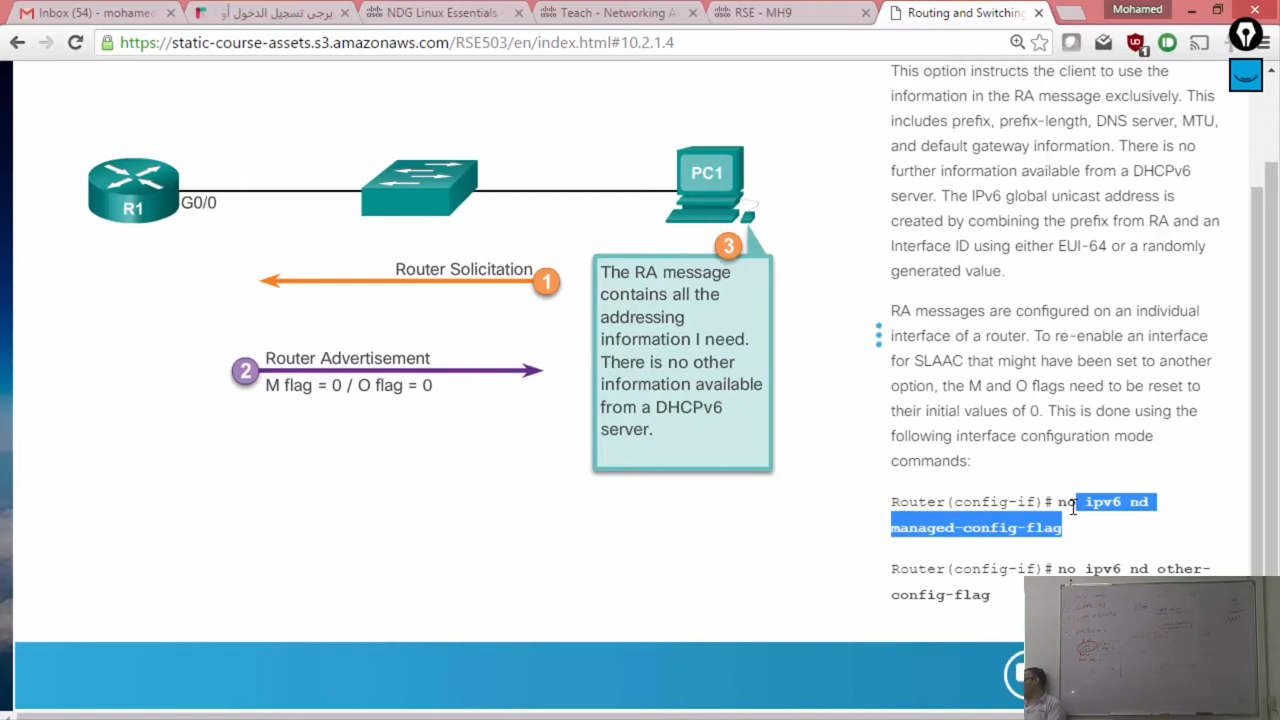 Inbox (54) - mohamed
يرجى تسجيل الدخول أو
NDG Linux Essentials
Teach - Networking A
RSE - MH9
Routing and Switching
Mohamed
https://static-course-assets.s3.amazonaws.com/RSE503/en/index.html#10.2.1.4
1
R1
G0/0
PC1
Router Solicitation
1
2
Router Advertisement
M flag = 0 / O flag = 0
3
The RA message
contains all the
addressing
information I need.
There is no other
information available
from a DHCPv6
server.
This option instructs the client to use the
information in the RA message exclusively. This
includes prefix, prefix-length, DNS server, MTU,
and default gateway information. There is no
further information available from a DHCPv6
server. The IPv6 global unicast address is
created by combining the prefix from RA and an
Interface ID using either EUI-64 or a randomly
generated value.
RA messages are configured on an individual
interface of a router. To re-enable an interface
for SLAAC that might have been set to another
option, the M and O flags need to be reset to
their initial values of 0. This is done using the
following interface configuration mode
commands:
Router(config-if)# no ipv6 nd
managed-config-flag
Router(config-if)# no ipv6 nd other-
config-flag